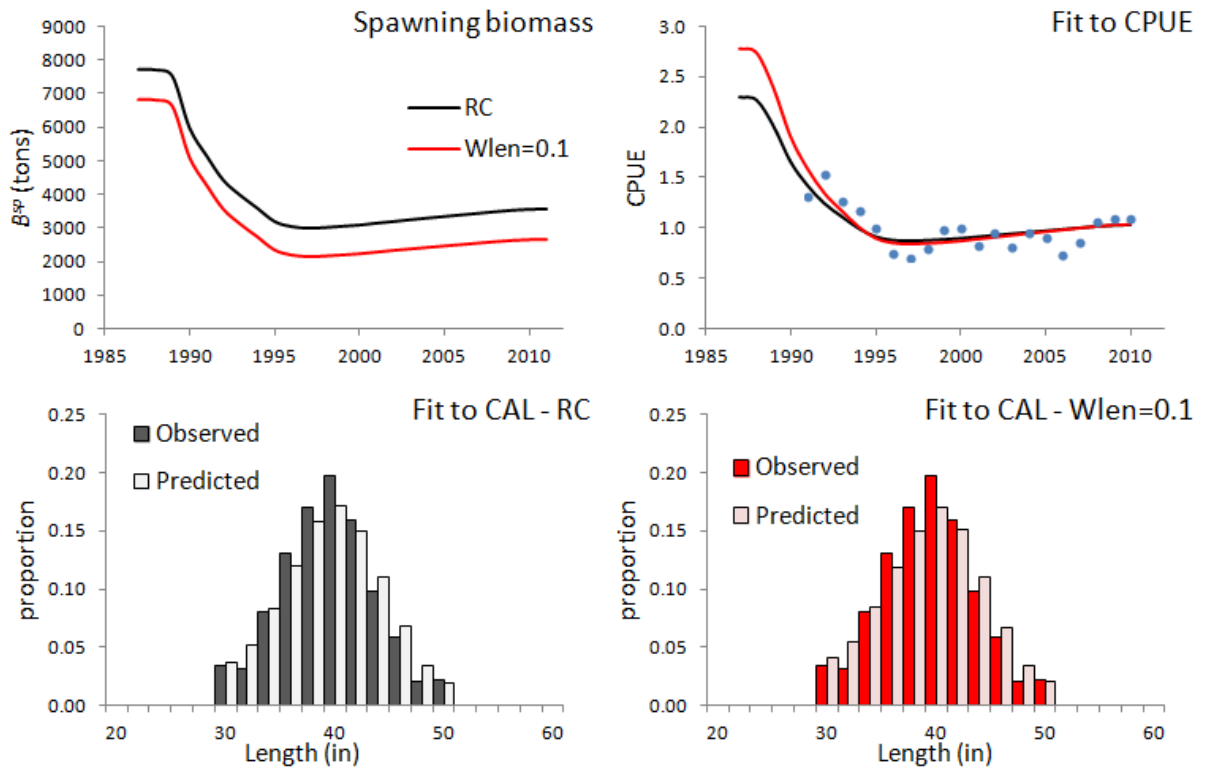 Spawning biomass
9000
8000
7000
6000
5000
4000
3000
2000
1000
0
Bsp (tons)
RC
Wlen=0.1
1985 1990 1995 2000 2005 2010
Fit to CPUE
3.0
2.5
2.0
1.5
1.0
0.5
0.0
CPUE
1985 1990 1995 2000 2005 2010
Fit to CAL - RC
0.25
0.20
0.15
0.10
0.05
0.00
proportion
Observed
Predicted
20 30 40 50 60
Length (in)
Fit to CAL - Wlen=0.1
0.25
0.20
0.15
0.10
0.05
0.00
proportion
Observed
Predicted
20 30 40 50 60
Length (in)